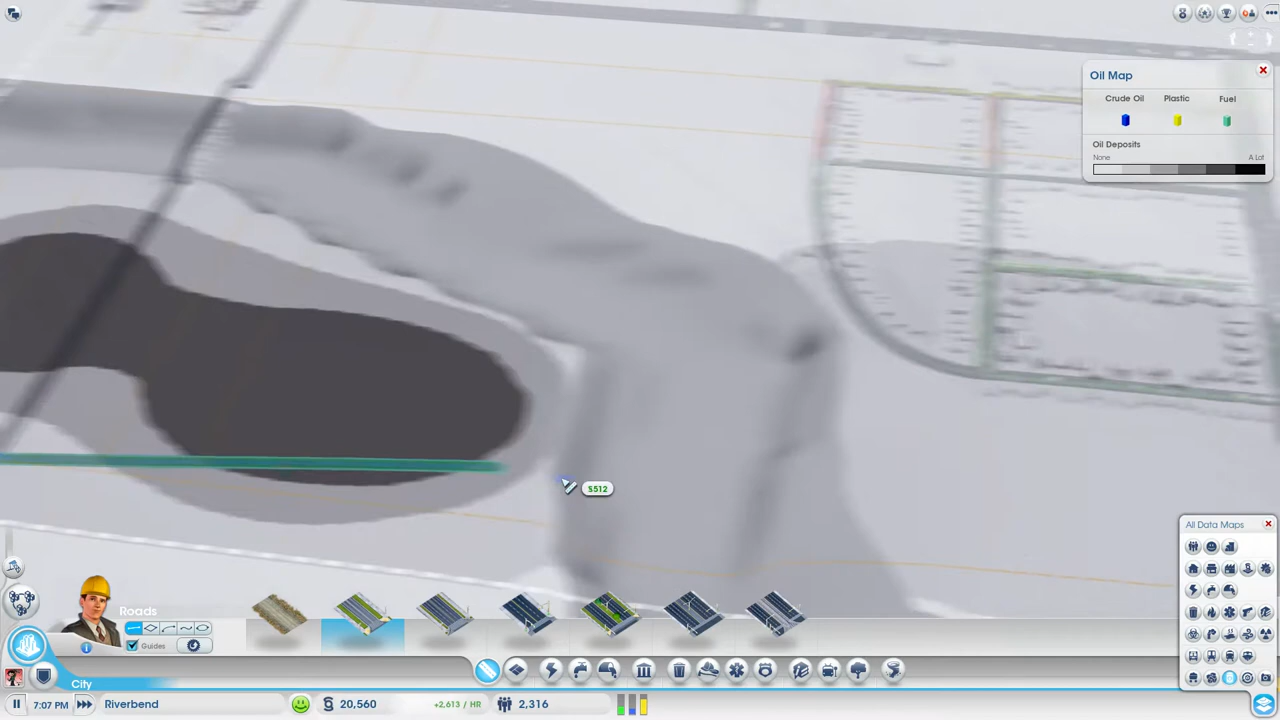 Oil Map
Crude Oil Plastic Fuel
Oil Deposits
None A Lot
$512
All Data Maps
Roads
Guides
City
7:07 PM Riverbend 20,560 +2,613 / HR 2,316